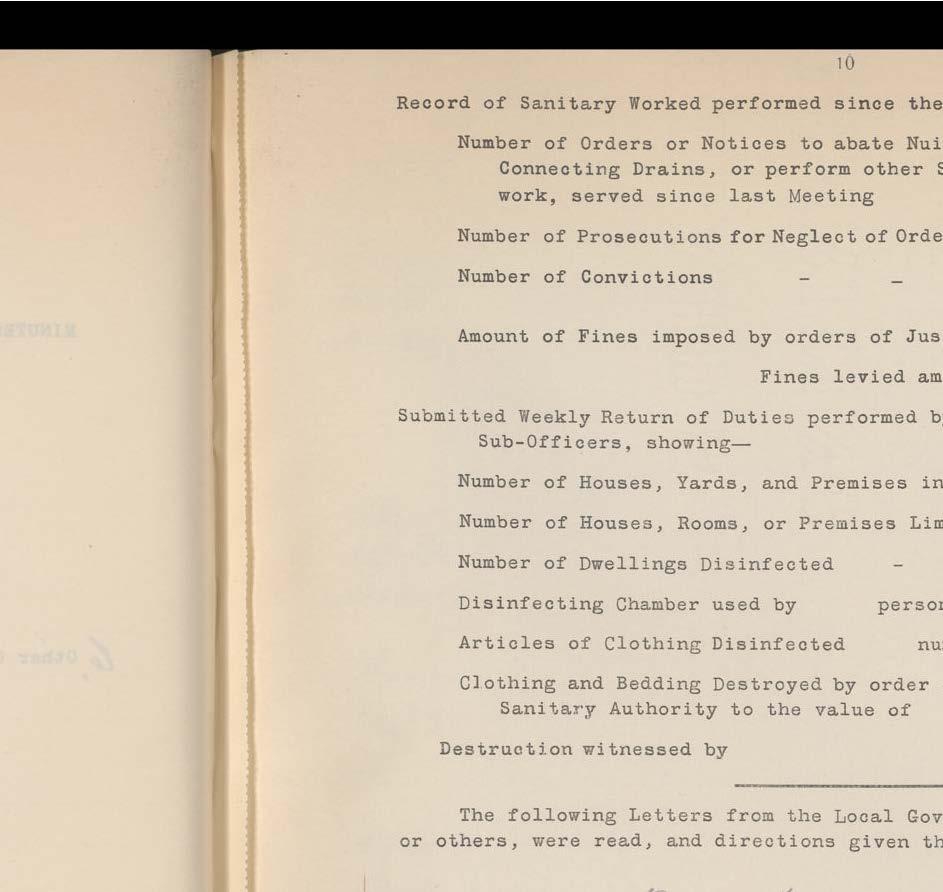 10
Record of Sanitary Worked performed since the
Number of Orders or Notices to abate Nui
Connecting Drains, or perform other S
work, served since last Meeting
Number of Prosecutions for Neglect of Orde
Number of Convictions - -
Amount of Fines imposed by orders of Jus
Fines levied am
Submitted Weekly Return of Duties performed by
Sub-Officers, showing—
Number of Houses, Yards, and Premises in
Number of Houses, Rooms, or Premises Lim
Number of Dwellings Disinfected -
Disinfecting Chamber used by person
Articles of Clothing Disinfected nu
Clothing and Bedding Destroyed by order
Sanitary Authority to the value of
Destruction witnessed by
The following Letters from the Local Gov
or others, were read, and directions given th